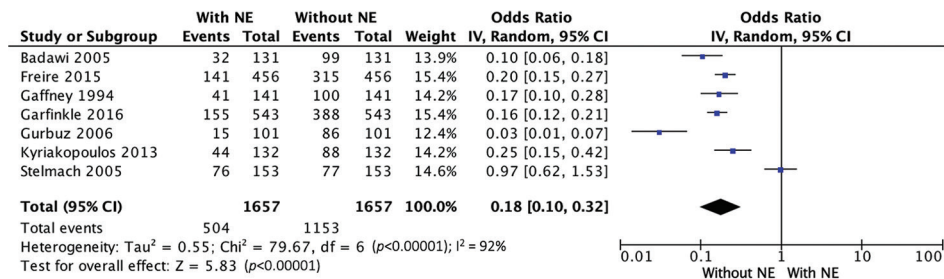 With NE Without NE Odds Ratio Odds Ratio
Study or Subgroup Events Total Events Total Weight IV, Random, 95% CI IV, Random, 95% CI
Badawi 2005 32 131 99 131 13.9% 0.10 [0.06, 0.18]
Freire 2015 141 456 315 456 15.4% 0.20 [0.15, 0.27]
Gaffney 1994 41 141 100 141 14.2% 0.17 [0.10, 0.28]
Garfinkle 2016 155 543 388 543 15.4% 0.16 [0.12, 0.21]
Gurbuz 2006 15 101 86 101 12.4% 0.03 [0.01, 0.07]
Kyriakopoulos 2013 44 132 88 132 14.2% 0.25 [0.15, 0.42]
Stelmach 2005 76 153 77 153 14.6% 0.97 [0.62, 1.53]
Total (95% CI) 1657 1657 100.0% 0.18 [0.10, 0.32]
Total events 504 1153
Heterogeneity: Tau² = 0.55; Chi² = 79.67, df = 6 (p<0.00001); I² = 92%
Test for overall effect: Z = 5.83 (p<0.00001)
0.01 0.1 1 10 100
Without NE With NE